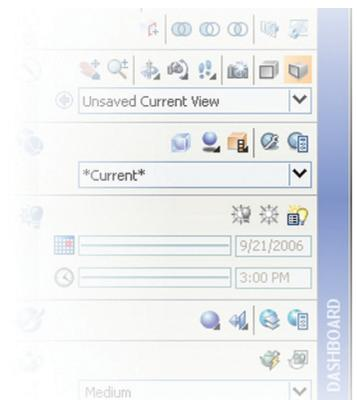 Unsaved Current View
*Current*
9/21/2006
3:00 PM
Medium
DASHBOARD